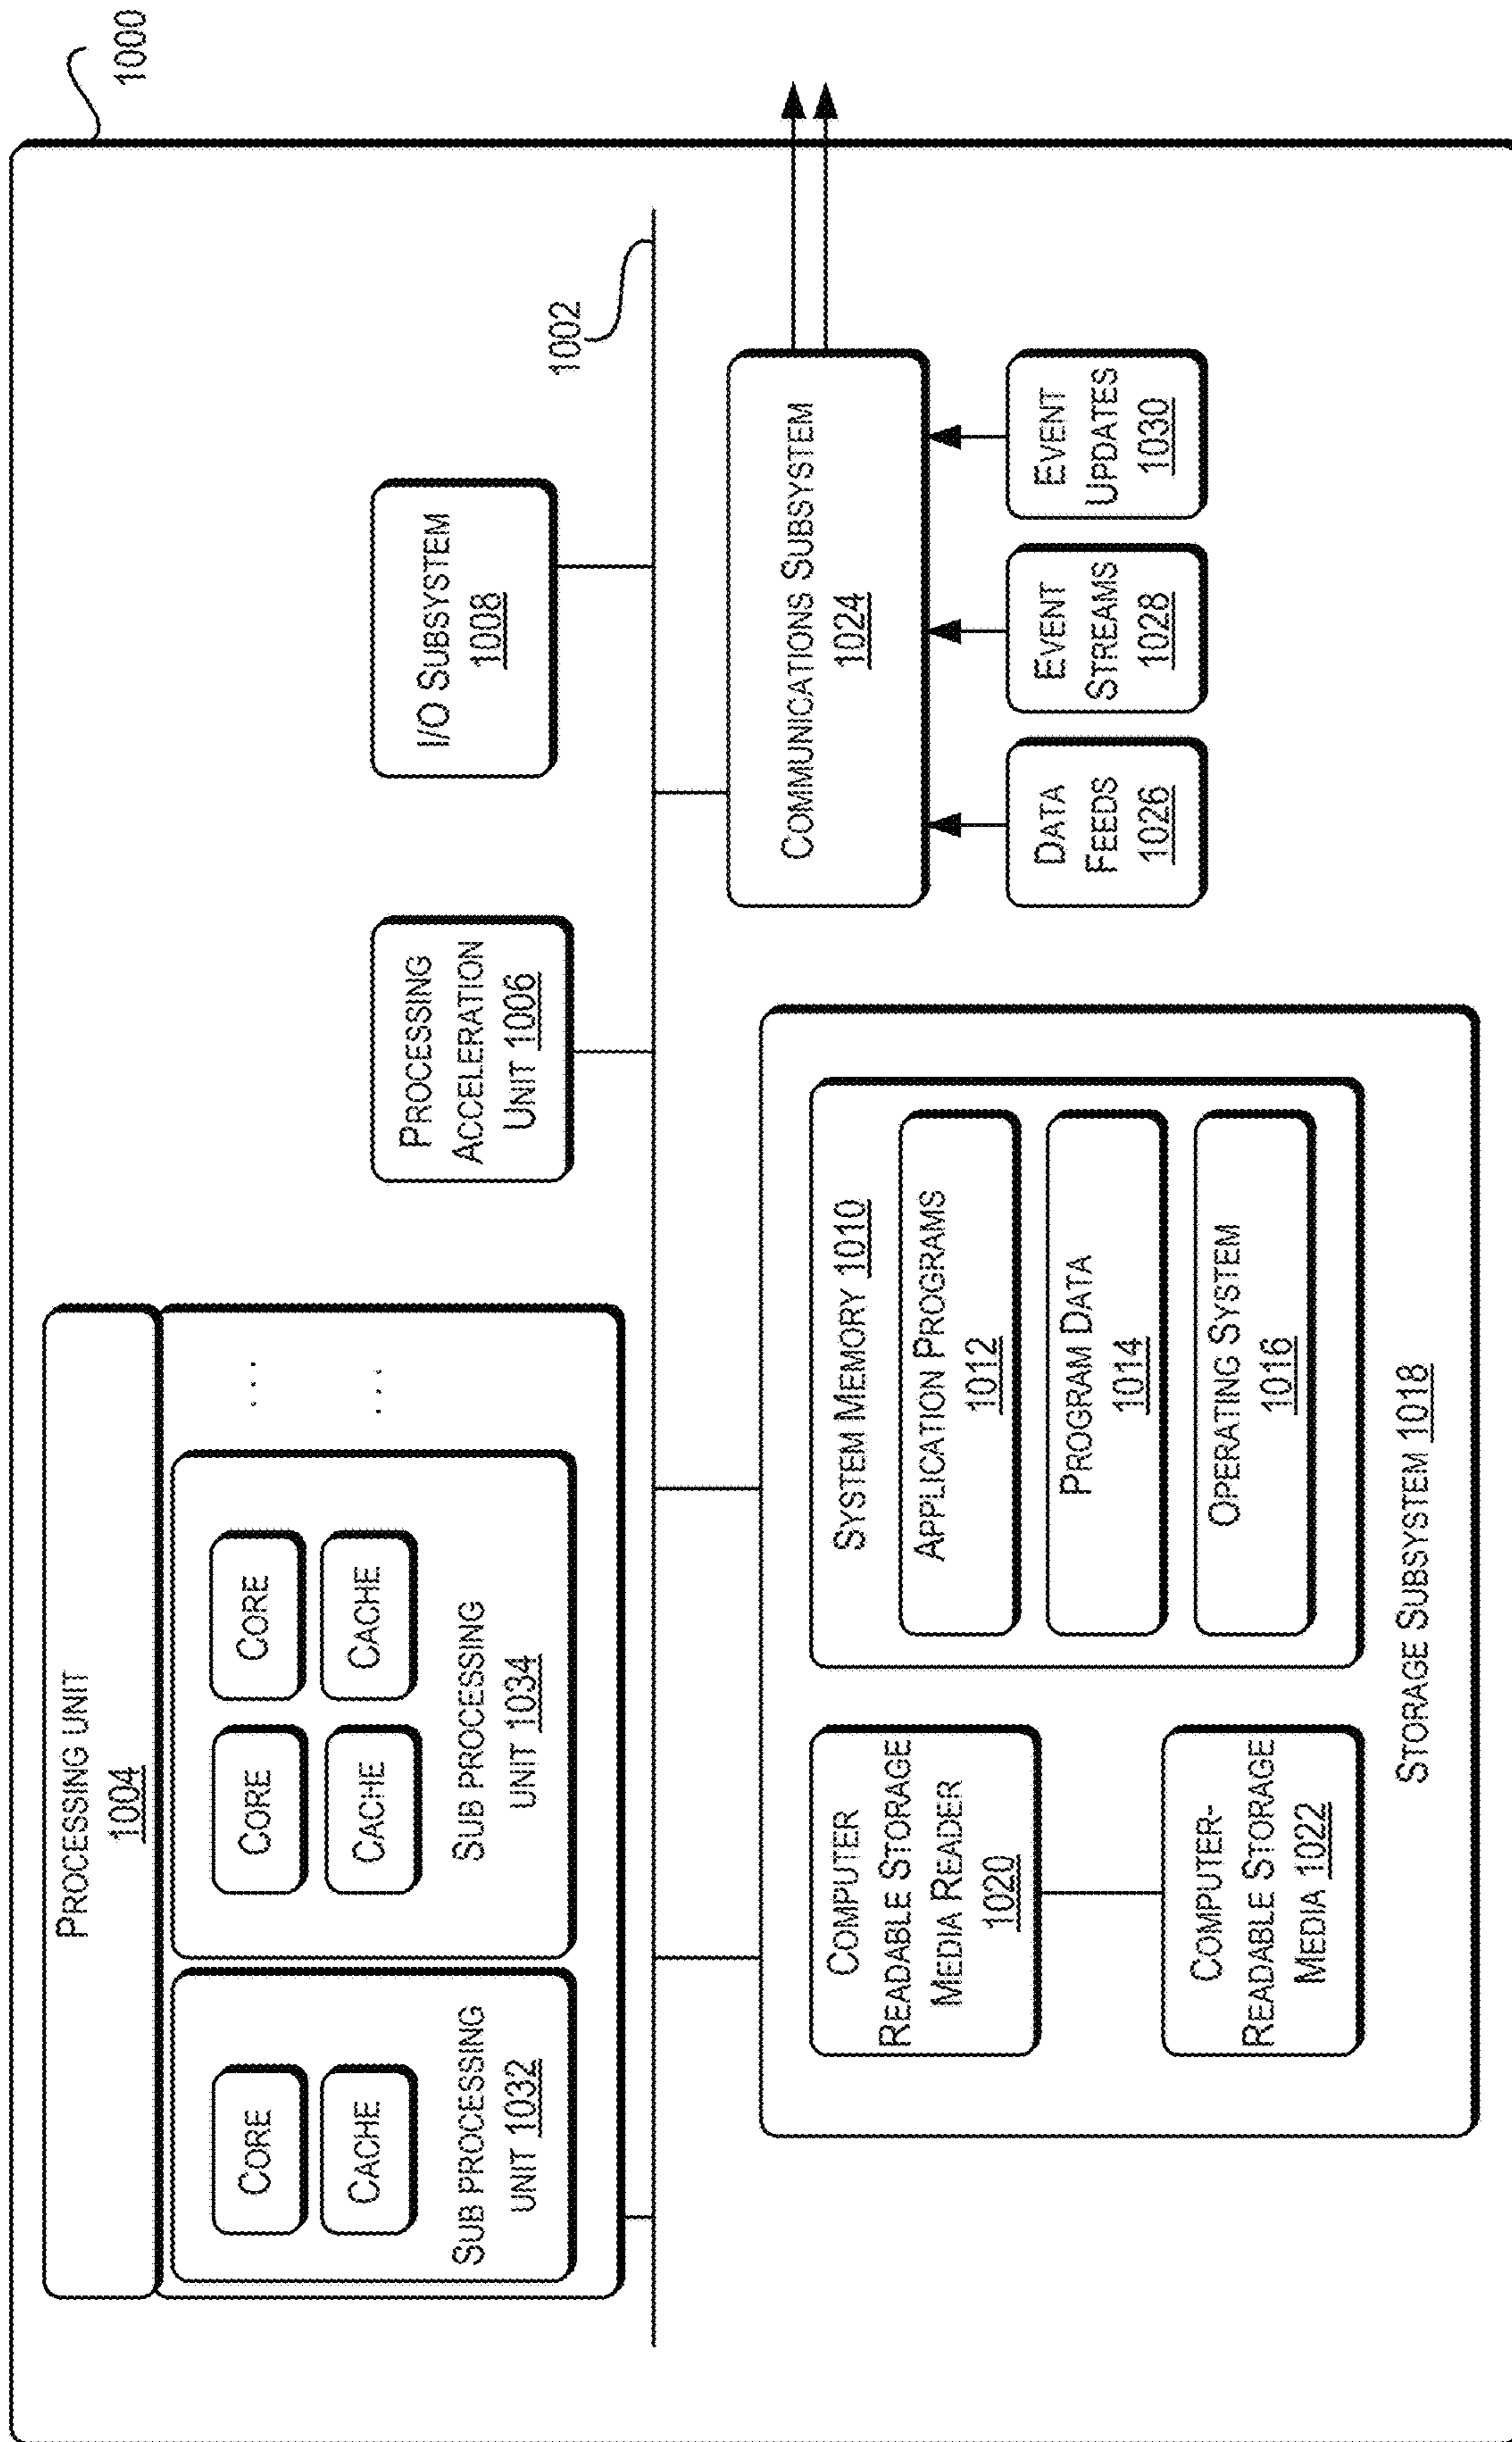 1000
PROCESSING UNIT
1004
CORE
CACHE
SUB PROCESSING
UNIT 1032
CORE
CORE
CACHE
CACHE
SUB PROCESSING
UNIT 1034
...
...
PROCESSING
ACCELERATION
UNIT 1006
I/O SUBSYSTEM
1008
1002
COMPUTER
READABLE STORAGE
MEDIA READER
1020
COMPUTER-
READABLE STORAGE
MEDIA 1022
SYSTEM MEMORY 1010
APPLICATION PROGRAMS
1012
PROGRAM DATA
1014
OPERATING SYSTEM
1016
STORAGE SUBSYSTEM 1018
COMMUNICATIONS SUBSYSTEM
1024
DATA
FEEDS
1026
EVENT
STREAMS
1028
EVENT
UPDATES
1030